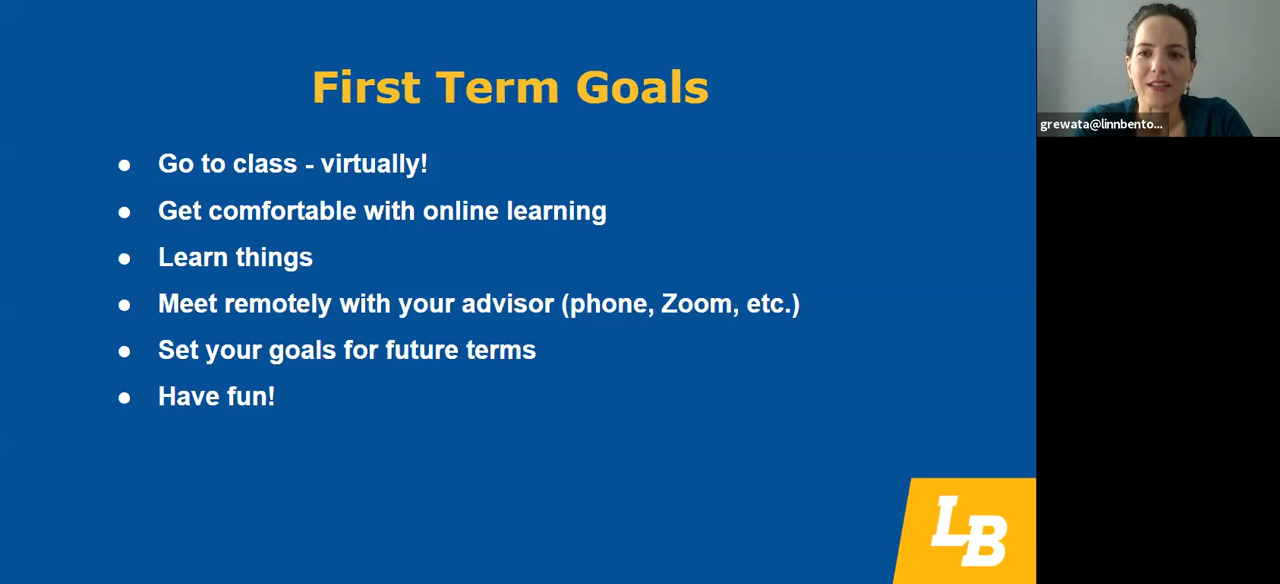 First Term Goals
● Go to class - virtually!
● Get comfortable with online learning
● Learn things
● Meet remotely with your advisor (phone, Zoom, etc.)
● Set your goals for future terms
● Have fun!
grewata@linnbento...
LB